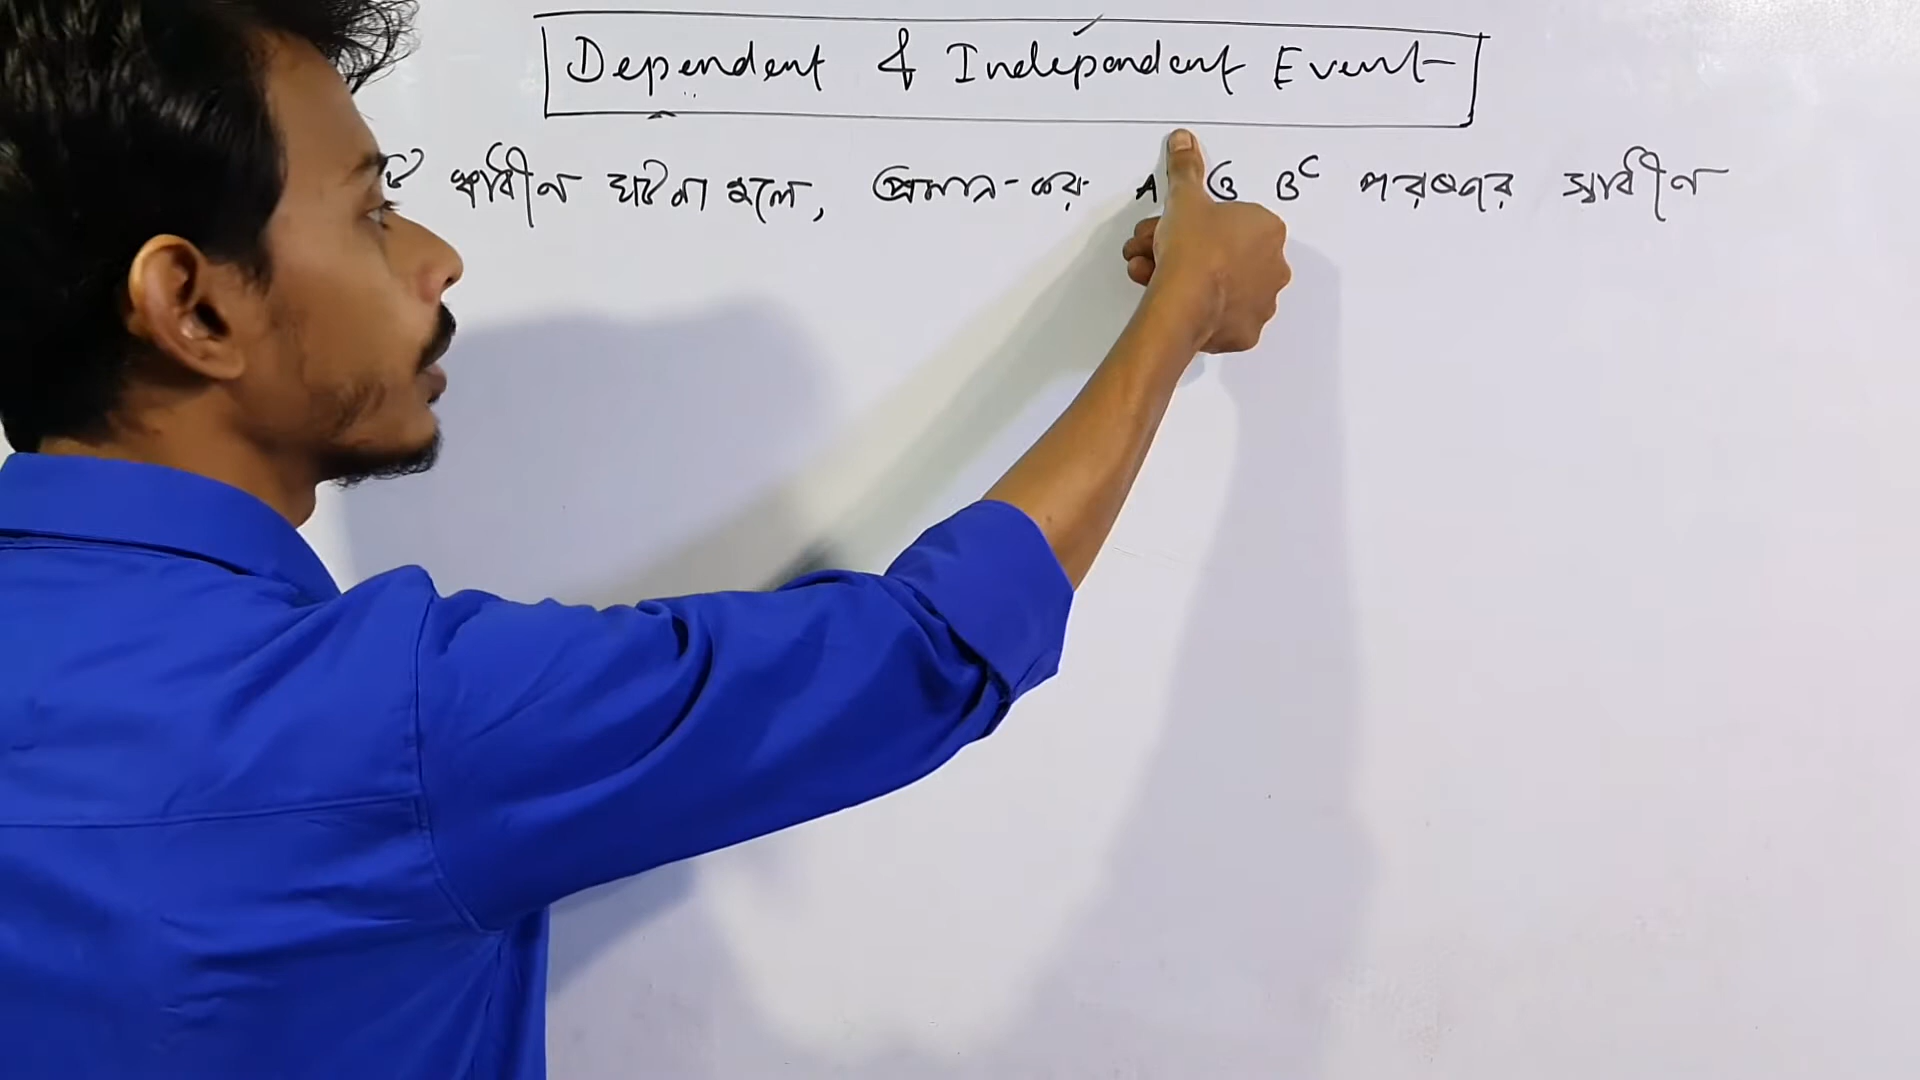 Dependent & Independent Event
টি স্বাধীন ঘটনা হলে, প্রমাণ কর A ও B^C পরস্পর স্বাধীন